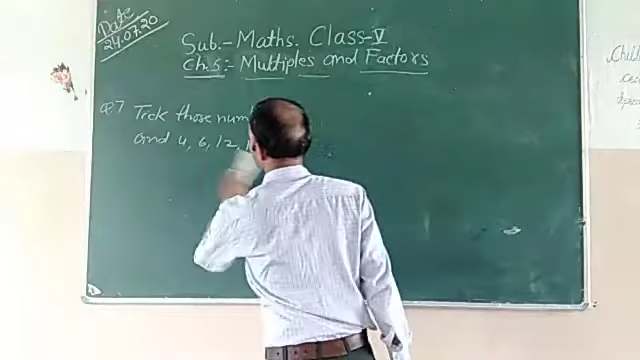 Date
24.07.20
Sub.- Maths. Class-V
Ch.5:- Multiples and Factors
Q.7 Tick those num
and 4, 6, 12,